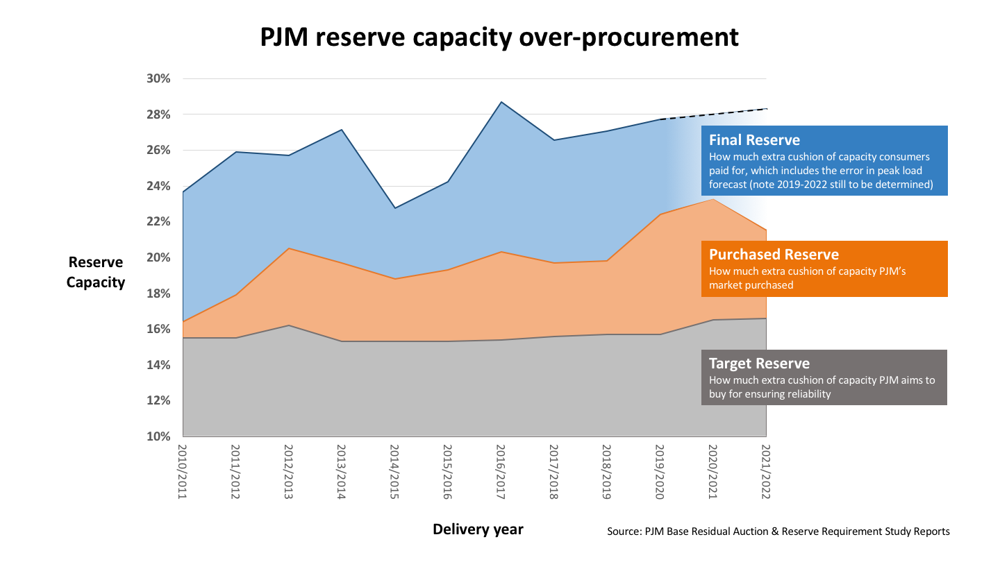 PJM reserve capacity over-procurement
30%
28%
26%
24%
22%
20%
18%
16%
14%
12%
10%
Reserve
Capacity
Final Reserve
How much extra cushion of capacity consumers
paid for, which includes the error in peak load
forecast (note 2019-2022 still to be determined)
Purchased Reserve
How much extra cushion of capacity PJM’s
market purchased
Target Reserve
How much extra cushion of capacity PJM aims to
buy for ensuring reliability
2010/2011
2011/2012
2012/2013
2013/2014
2014/2015
2015/2016
2016/2017
2017/2018
2018/2019
2019/2020
2020/2021
2021/2022
Delivery year
Source: PJM Base Residual Auction & Reserve Requirement Study Reports